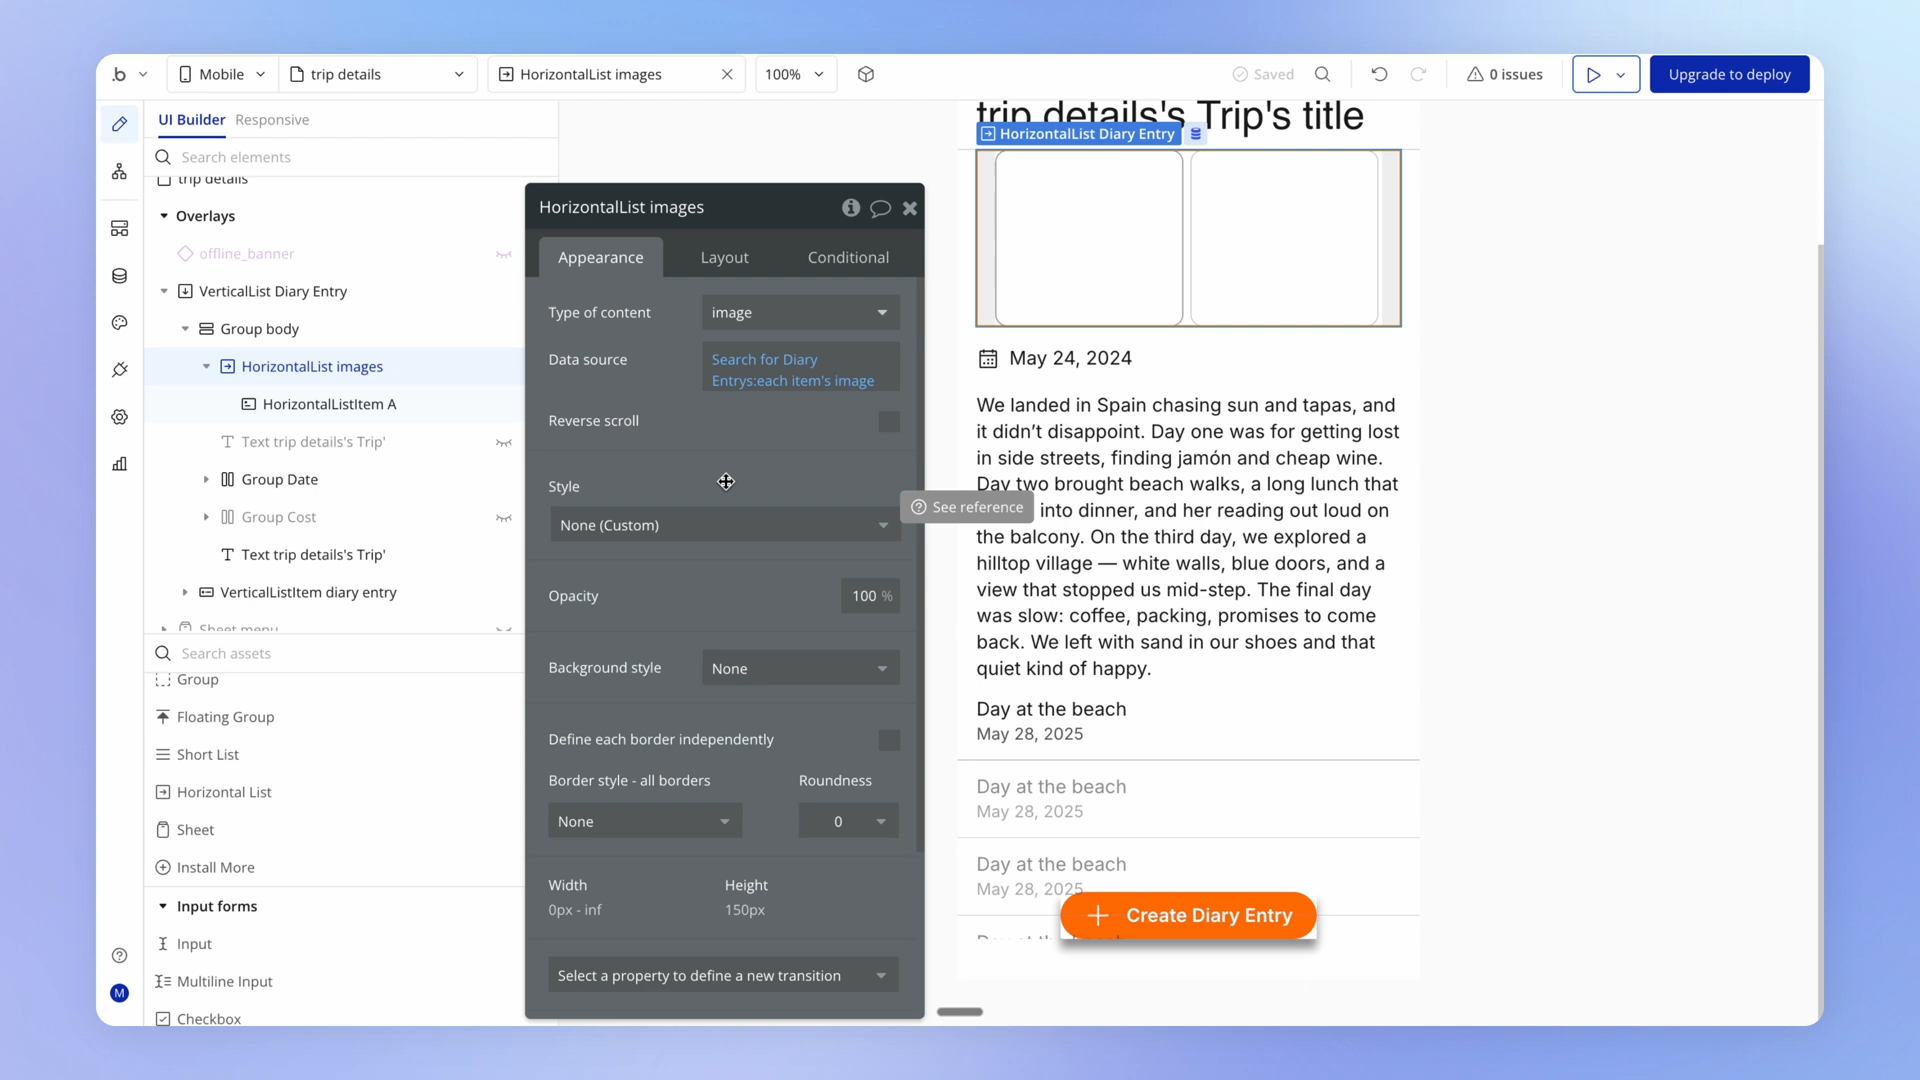 .b
Mobile
trip details
HorizontalList images
100%
Saved
0 issues
Upgrade to deploy
UI Builder
Responsive
Search elements
trip details
Overlays
offline_banner
VerticalList Diary Entry
Group body
HorizontalList images
HorizontalListItem A
Text trip details's Trip'
Group Date
Group Cost
Text trip details's Trip'
VerticalListItem diary entry
Sheet menu
Search assets
Group
Floating Group
Short List
Horizontal List
Sheet
Install More
Input forms
Input
Multiline Input
Checkbox
M
HorizontalList images
Appearance
Layout
Conditional
Type of content
image
Data source
Search for Diary
Entrys:each item's image
Reverse scroll
Style
None (Custom)
See reference
Opacity
100 %
Background style
None
Define each border independently
Border style - all borders
Roundness
None
0
Width
Height
0px - inf
150px
Select a property to define a new transition
trip details's Trip's title
HorizontalList Diary Entry
May 24, 2024
We landed in Spain chasing sun and tapas, and
it didn’t disappoint. Day one was for getting lost
in side streets, finding jamón and cheap wine.
Day two brought beach walks, a long lunch that
into dinner, and her reading out loud on
the balcony. On the third day, we explored a
hilltop village — white walls, blue doors, and a
view that stopped us mid-step. The final day
was slow: coffee, packing, promises to come
back. We left with sand in our shoes and that
quiet kind of happy.
Day at the beach
May 28, 2025
Day at the beach
May 28, 2025
Day at the beach
May 28, 2025
Create Diary Entry